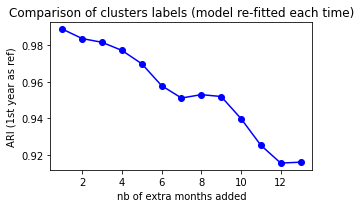 Comparison of clusters labels (model re-fitted each time)
0.98
0.96
0.94
0.92
ARI (1st year as ref)
2 4 6 8 10 12
nb of extra months added